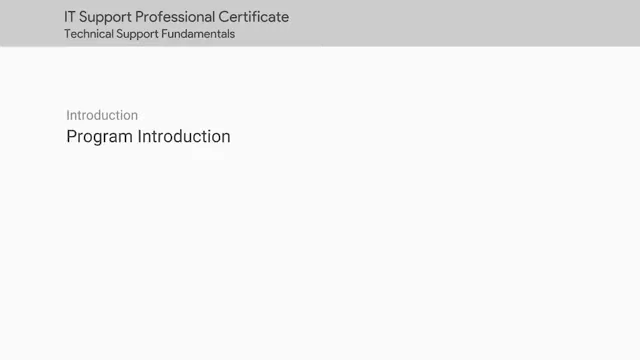 IT Support Professional Certificate
Technical Support Fundamentals
Introduction
Program Introduction